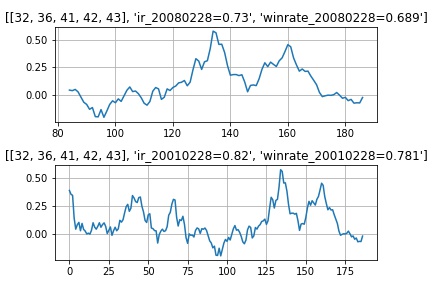 [[32, 36, 41, 42, 43], 'ir_20080228=0.73', 'winrate_20080228=0.689']
0.50
0.25
0.00
80 100 120 140 160 180
[[32, 36, 41, 42, 43], 'ir_20010228=0.82', 'winrate_20010228=0.781']
0.50
0.25
0.00
0 25 50 75 100 125 150 175